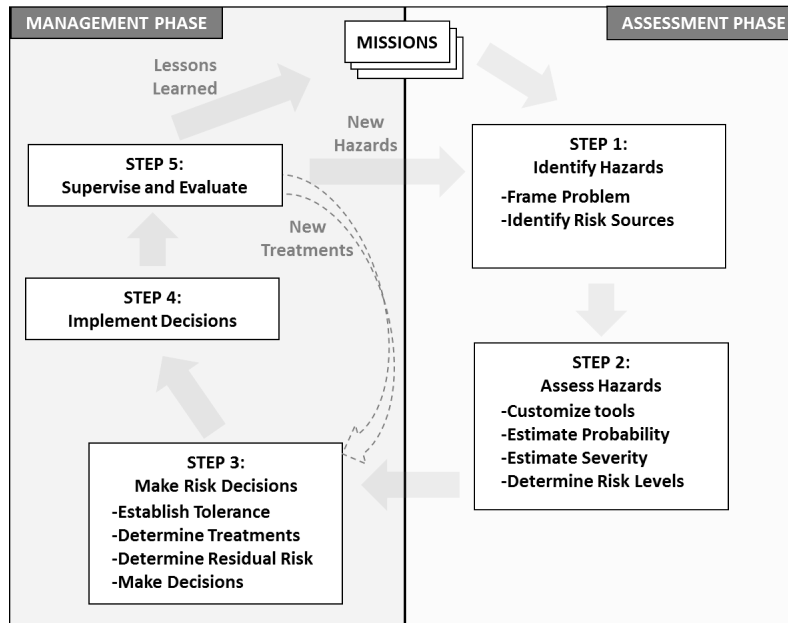 MANAGEMENT PHASE
MISSIONS
ASSESSMENT PHASE
Lessons
Learned
New
Hazards
STEP 1:
Identify Hazards
-Frame Problem
-Identify Risk Sources
STEP 2:
Assess Hazards
-Customize tools
-Estimate Probability
-Estimate Severity
-Determine Risk Levels
STEP 3:
Make Risk Decisions
-Establish Tolerance
-Determine Treatments
-Determine Residual Risk
-Make Decisions
STEP 4:
Implement Decisions
STEP 5:
Supervise and Evaluate
New
Treatments